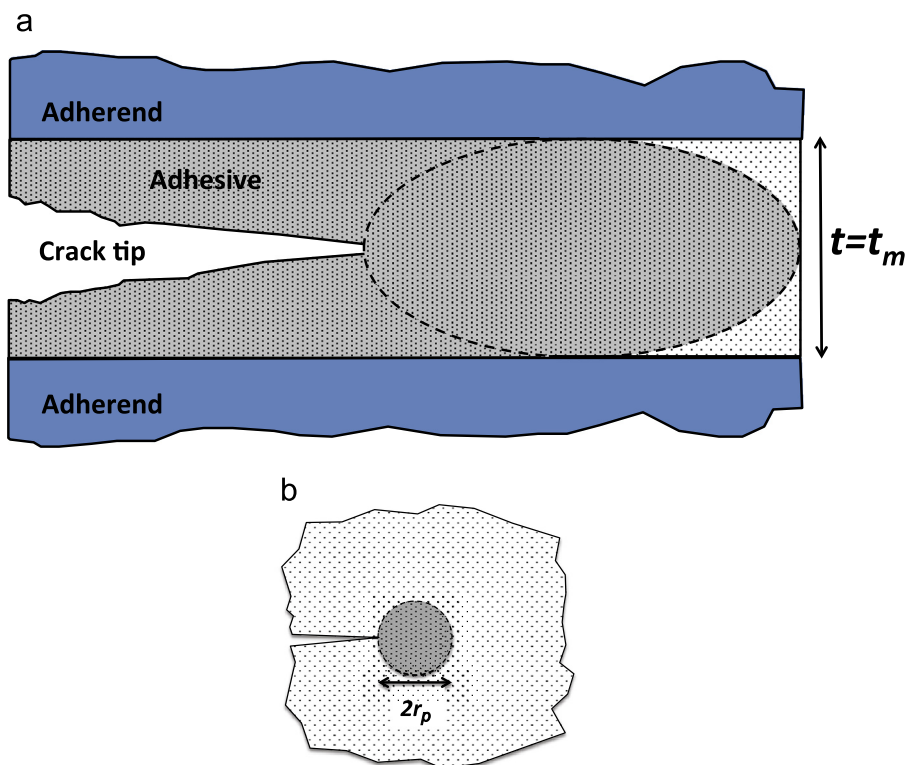 a
Adherend
Adhesive
Crack tip
t=tₘ
Adherend
b
2rₚ